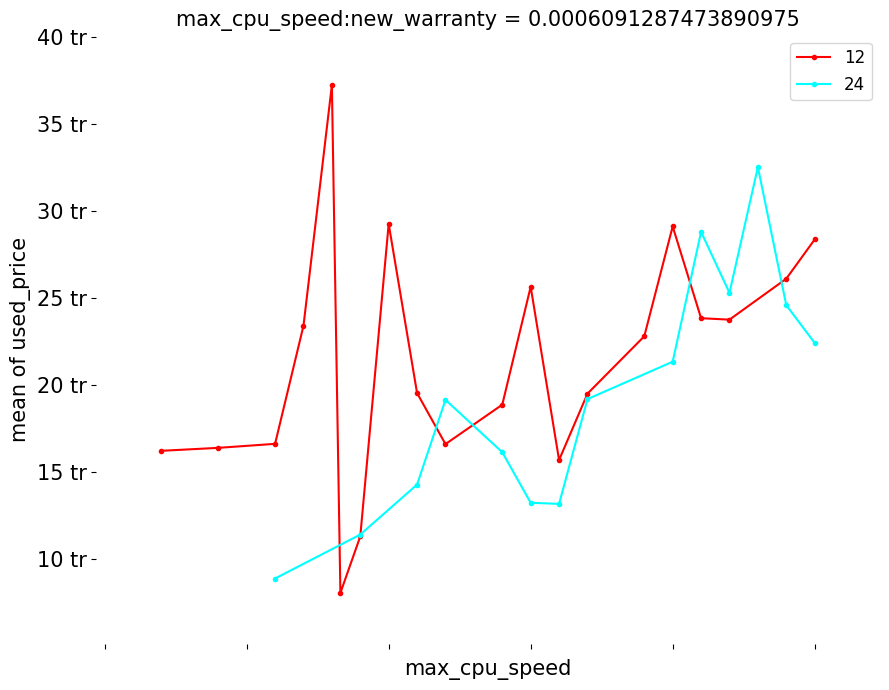 max_cpu_speed:new_warranty = 0.0006091287473890975
40 tr
35 tr
30 tr
25 tr
20 tr
15 tr
10 tr
mean of used_price
12
24
max_cpu_speed